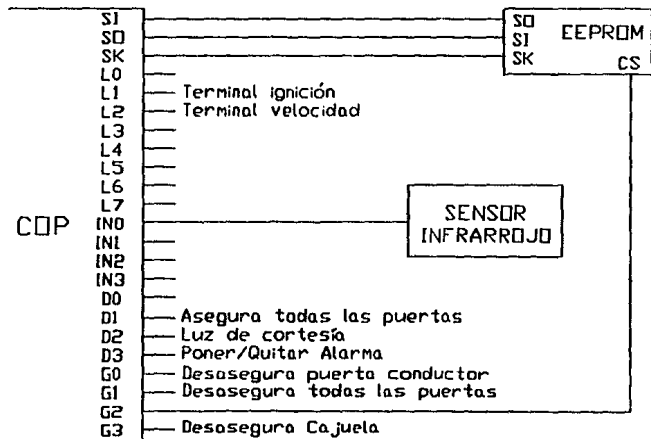 SI
SO
SK
L0
L1 Terminal ignición
L2 Terminal velocidad
L3
L4
L5
L6
L7
IN0
IN1
IN2
IN3
D0
D1 Asegura todas las puertas
D2 Luz de cortesía
D3 Poner/Quitar Alarma
G0 Desasegura puerta conductor
G1 Desasegura todas las puertas
G2
G3 Desasegura Cajuela
COP
SO
SI EEPROM
SK
CS
SENSOR
INFRARROJO